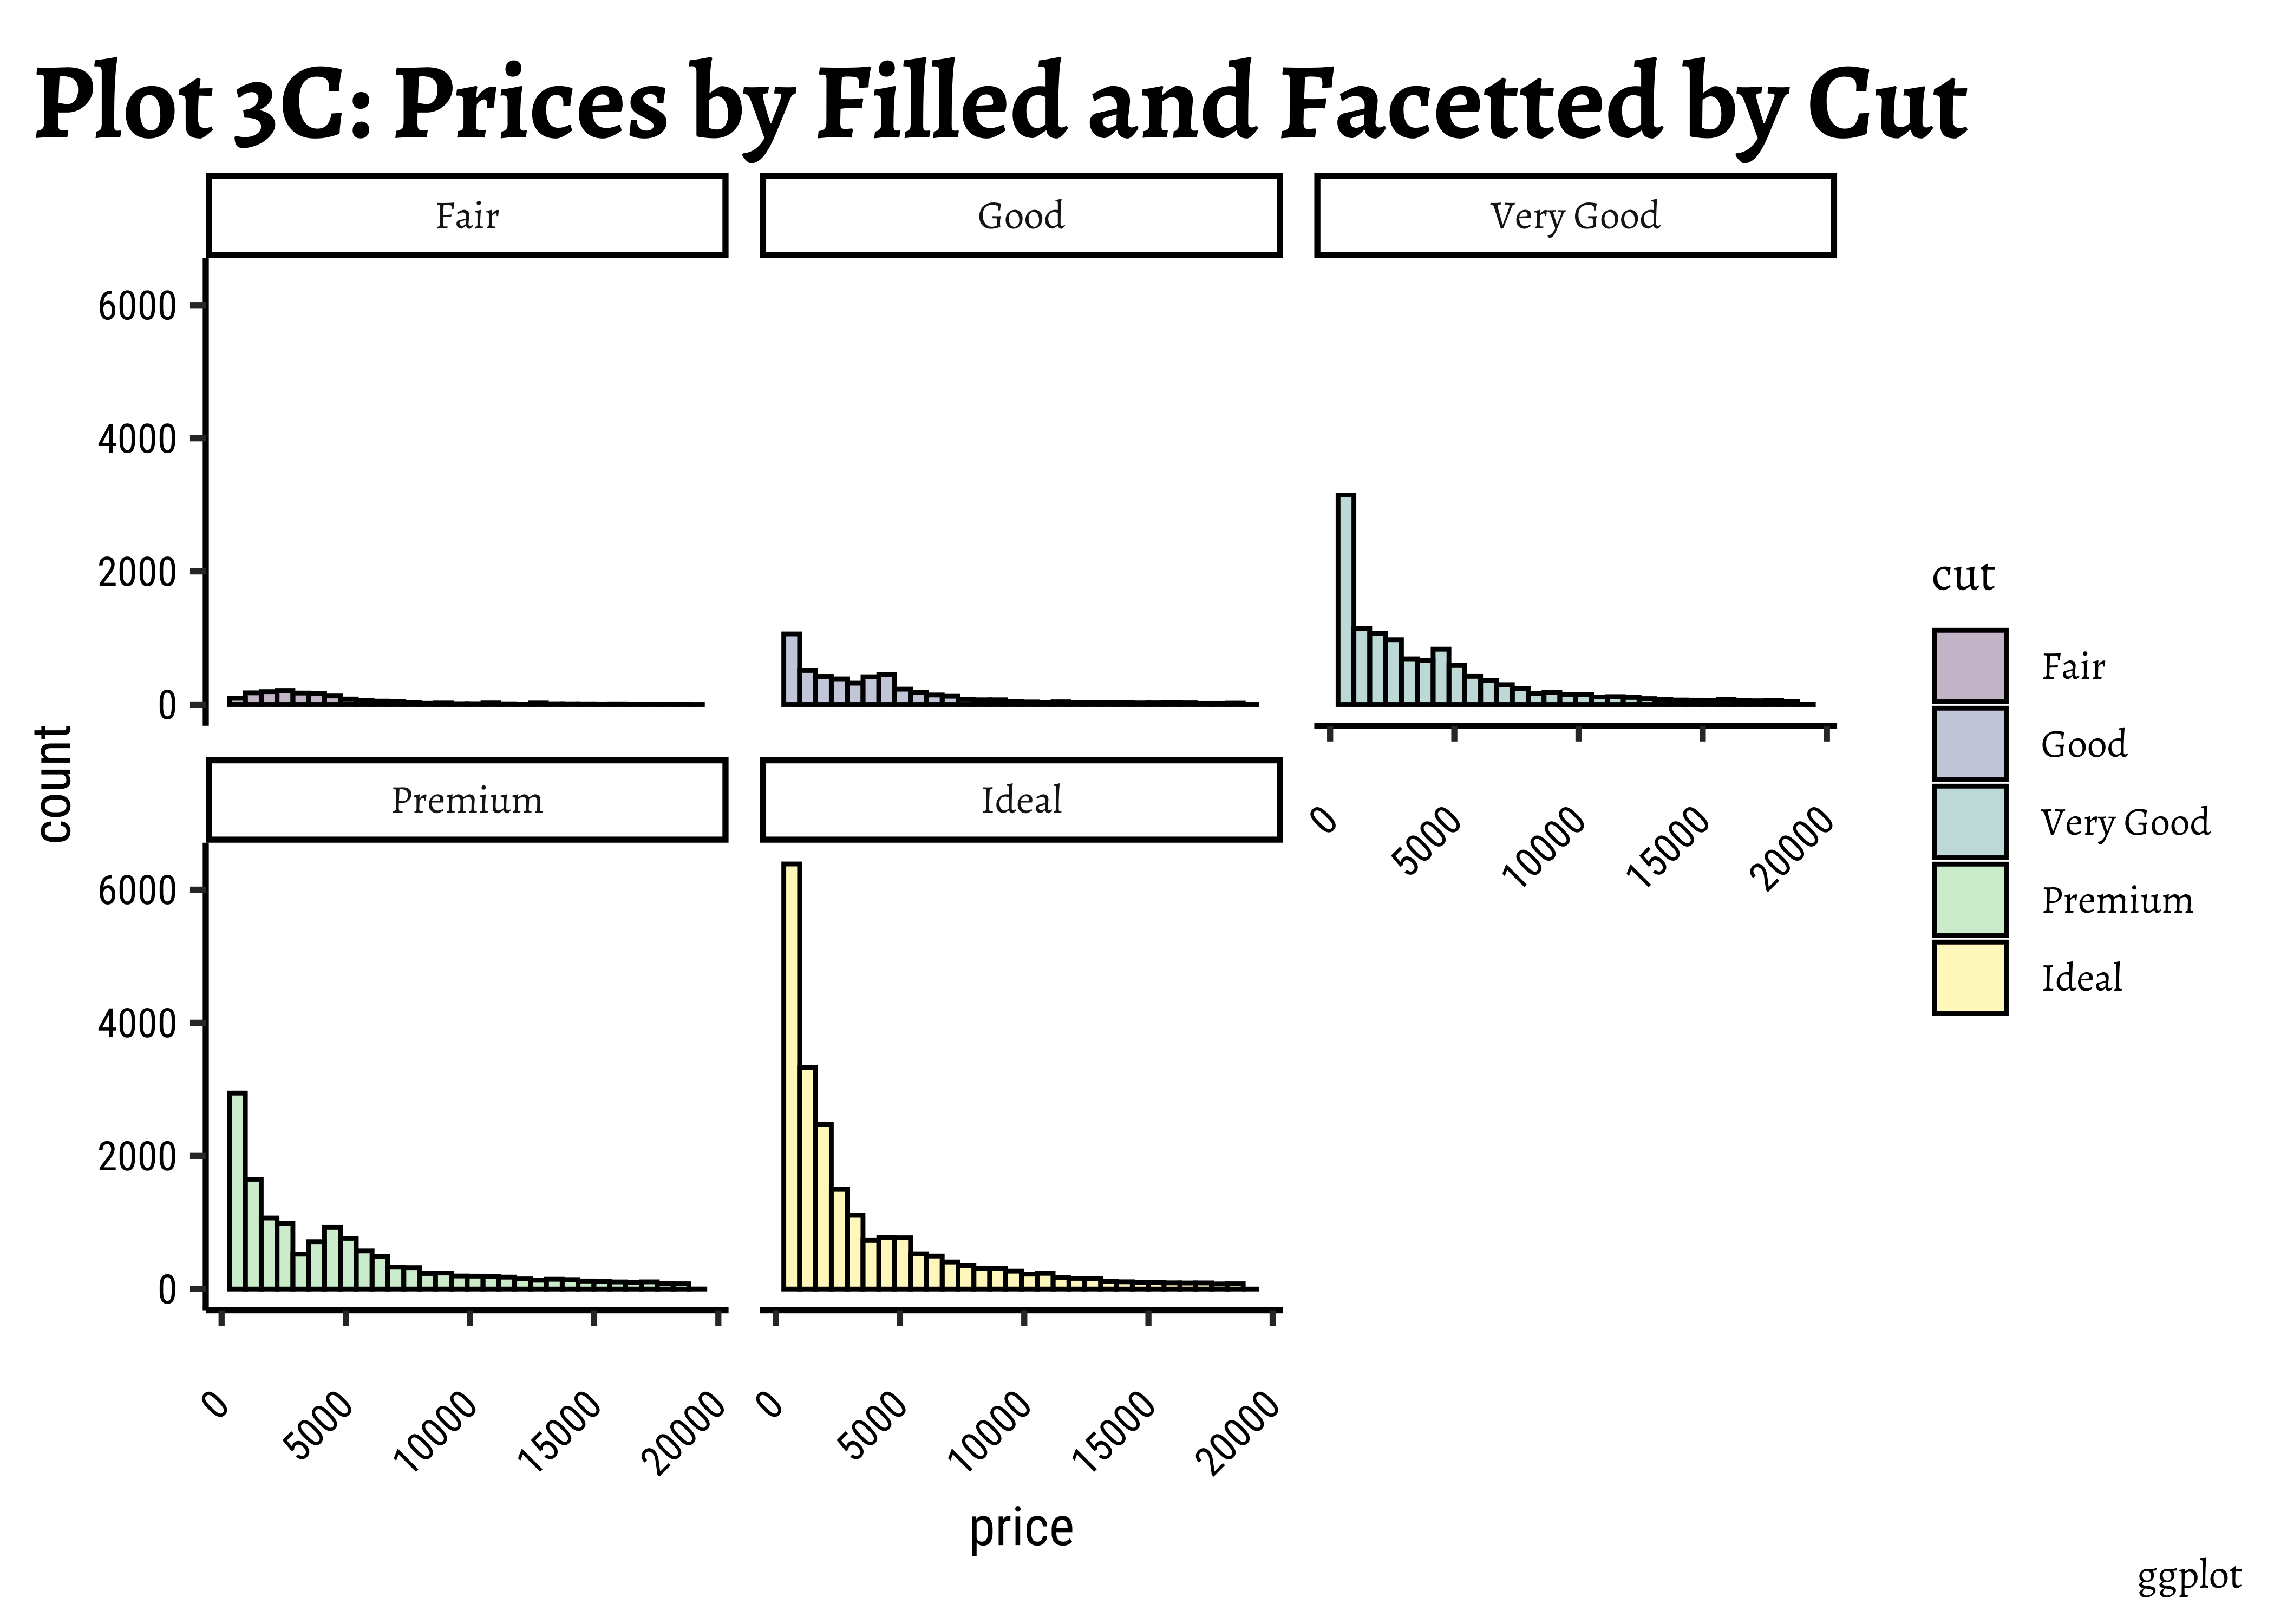 Plot 3C: Prices by Filled and Facetted by Cut
Fair
Good
Very Good
6000
4000
2000
0
0
5000
10000
15000
20000
count
Premium
Ideal
6000
4000
2000
0
0
5000
10000
15000
20000
0
5000
10000
15000
20000
price
cut
Fair
Good
Very Good
Premium
Ideal
ggplot